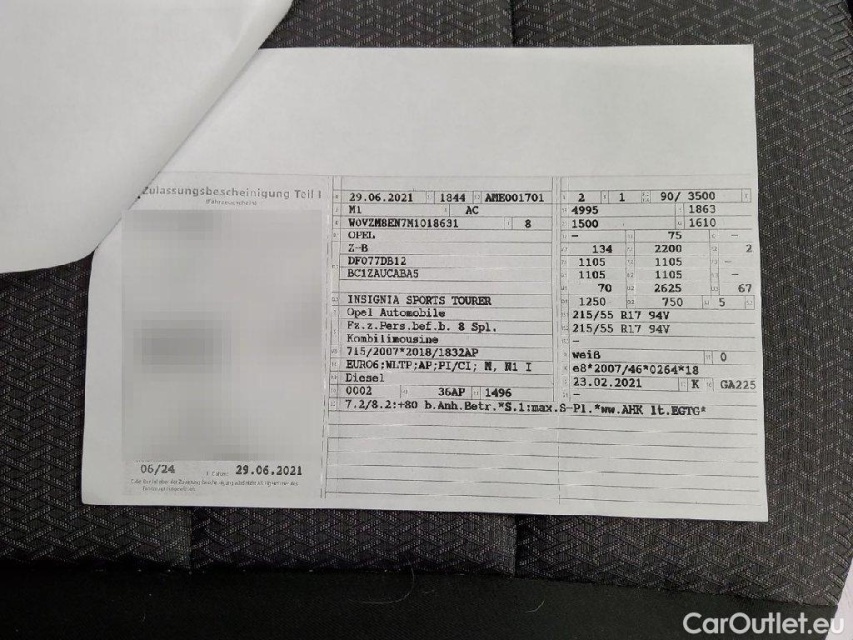 Zulassungsbescheinigung Teil I
(Fahrzeugschein)
06/24 29.06.2021
29.06.2021 1844 AME001701
M1 AC
W0VZM8EN7M1018631 8
OPEL
Z-B
DF077DB12
BC1ZAUCABA5
INSIGNIA SPORTS TOURER
Opel Automobile
Fz.z.Pers.bef.b. 8 Spl.
Kombilimousine
715/2007*2018/1832AP
EURO6;WLTP;AP;PI/CI; M, N1 I
Diesel
0002 36AP 1496
7.2/8.2:+80 b.Anh.Betr.*S.1:max.S-Pl.*ww.AHK lt.EGTG*
2 1 90/ 3500
4995 1863
1500 1610
– 75 –
134 2200 2
1105 1105 –
1105 1105 –
70 2625 67
1250 750 5
215/55 R17 94V
215/55 R17 94V
–
weiß 0
e8*2007/46*0264*18
23.02.2021 K GA225
–
CarOutlet.eu